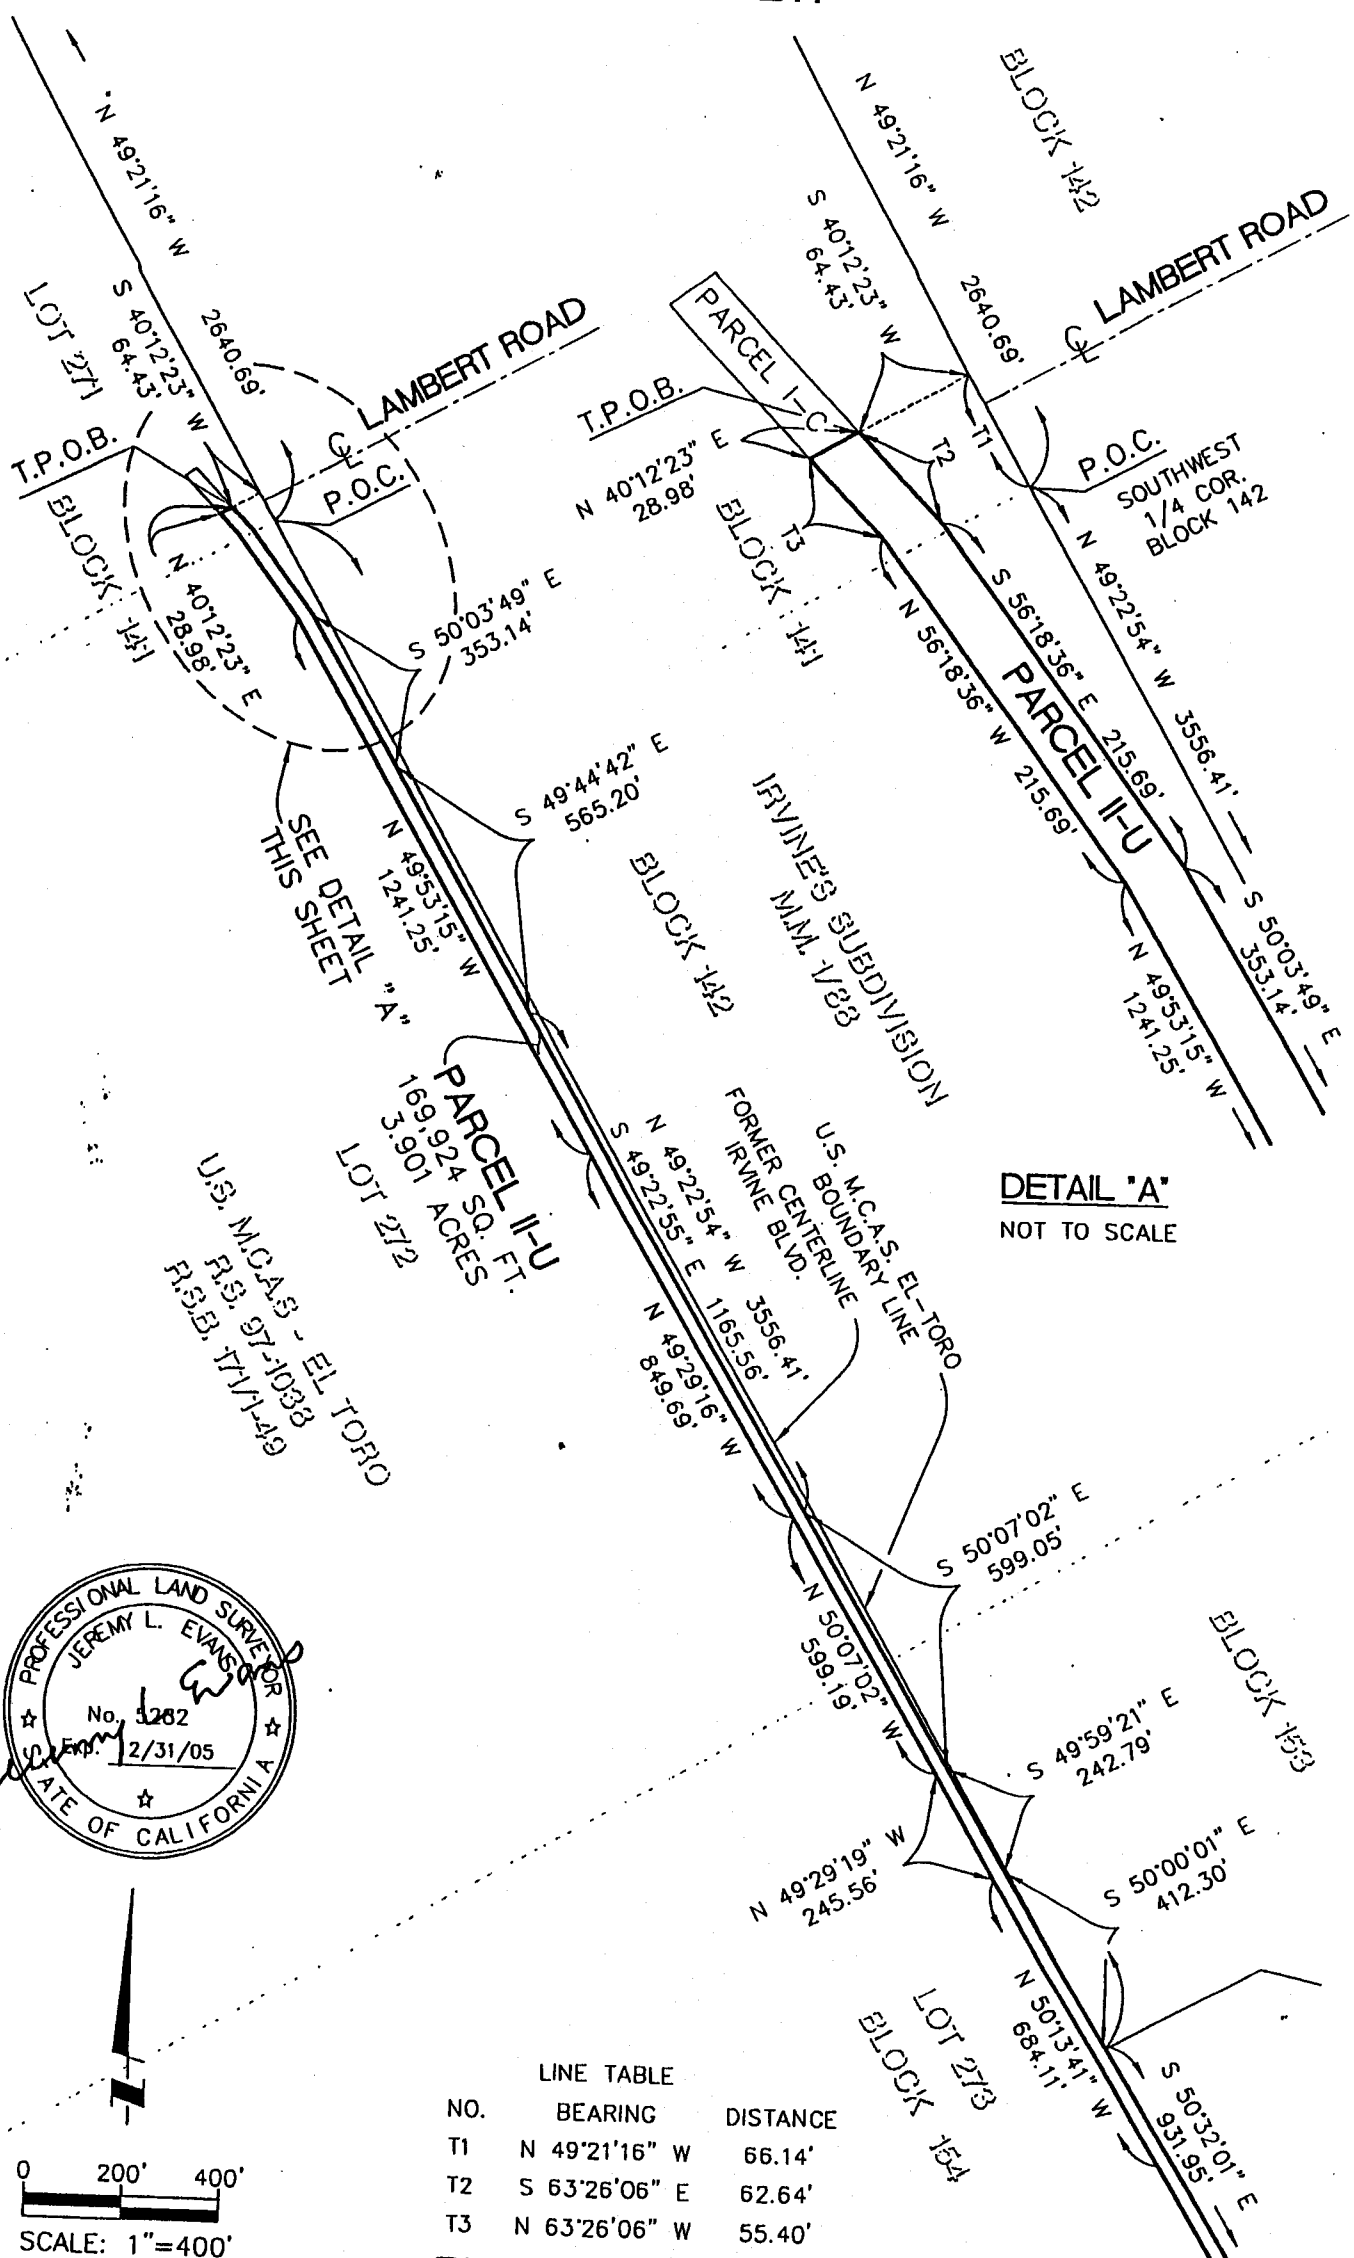 N 49°21'16" W
2640.69'
S 40°12'23" W
64.43'
LOT 271
LAMBERT ROAD
T.P.O.B.
P.O.C.
BLOCK 141
N 40°12'23" E
28.98'
S 50°03'49" E
353.14'
SEE DETAIL "A"
THIS SHEET
S 49°44'42" E
565.20'
N 49°53'15" W
1241.25'
BLOCK 142
IRVINE'S SUBDIVISION
M.M. 1/88
PARCEL II-U
169,924 SQ. FT.
3.901 ACRES
LOT 272
U.S. M.C.A.S - EL TORO
R.S. 97-1038
R.S.B. 171/1-49
N 49°22'54" W 3556.41'
S 49°22'55" E 1165.56'
FORMER CENTERLINE
IRVINE BLVD.
U.S. M.C.A.S. EL-TORO
BOUNDARY LINE
N 49°29'16" W
849.69'
S 50°07'02" E
599.05'
N 50°07'02" W
599.19'
BLOCK 153
S 49°59'21" E
242.79'
N 49°29'19" W
245.56'
S 50°00'01" E
412.30'
LOT 273
BLOCK 154
N 50°13'41" W
684.11'
S 50°32'01" E
931.95'
BLOCK 142
N 49°21'16" W
2640.69'
S 40°12'23" W
64.43'
LAMBERT ROAD
PARCEL I-C
T.P.O.B.
N 40°12'23" E
28.98'
T1
T2
T3
P.O.C.
SOUTHWEST
1/4 COR.
BLOCK 142
BLOCK 141
N 49°22'54" W 3556.41'
S 56°18'36" E 215.69'
PARCEL II-U
N 56°18'36" W 215.69'
S 50°03'49" E
353.14'
N 49°53'15" W
1241.25'
DETAIL "A"
NOT TO SCALE
PROFESSIONAL LAND SURVEYOR
JEREMY L. EVANS
No. 5282
Exp. 12/31/05
STATE OF CALIFORNIA
0 200' 400'
SCALE: 1"=400'
LINE TABLE
NO. BEARING DISTANCE
T1 N 49°21'16" W 66.14'
T2 S 63°26'06" E 62.64'
T3 N 63°26'06" W 55.40'